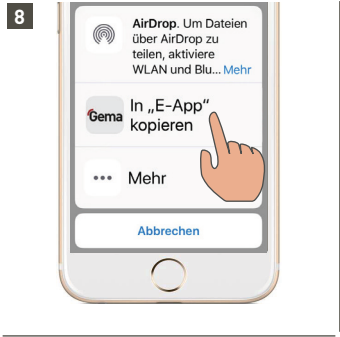 8
AirDrop. Um Dateien
über AirDrop zu
teilen, aktiviere
WLAN und Blu... Mehr
Gema
In „E-App“
kopieren
Mehr
Abbrechen